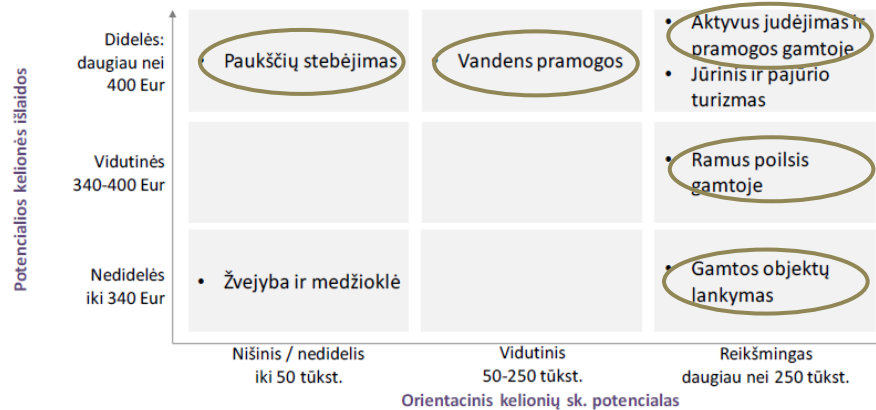 Potencialios kelionės išlaidos
Didelės:
daugiau nei
400 Eur
• Paukščių stebėjimas
• Vandens pramogos
• Aktyvus judėjimas ir
pramogos gamtoje
• Jūrinis ir pajūrio
turizmas
Vidutinės
340-400 Eur
• Ramus poilsis
gamtoje
Nedidelės
iki 340 Eur
• Žvejyba ir medžioklė
• Gamtos objektų
lankymas
Nišinis / nedidelis
iki 50 tūkst.
Vidutinis
50-250 tūkst.
Reikšmingas
daugiau nei 250 tūkst.
Orientacinis kelionių sk. potencialas